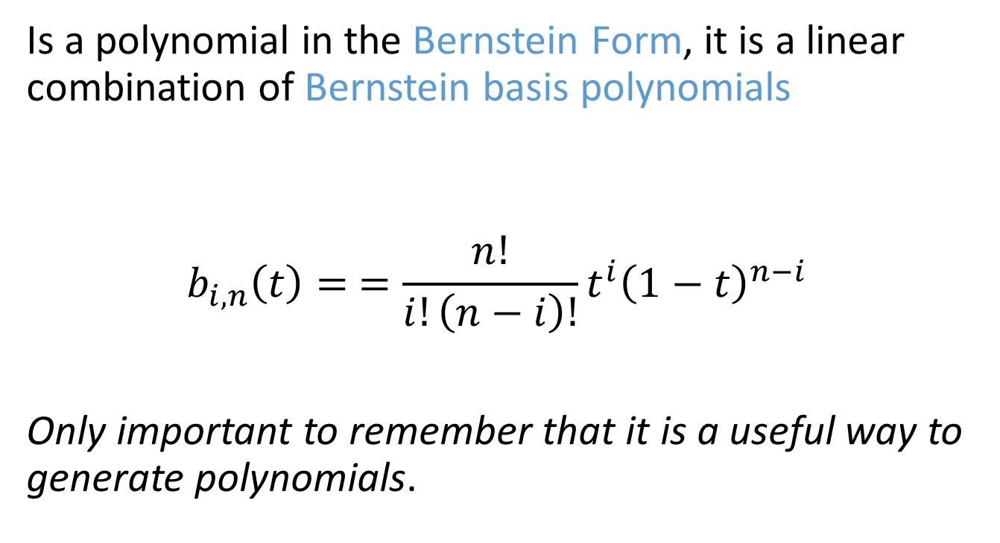 Is a polynomial in the Bernstein Form, it is a linear
combination of Bernstein basis polynomials
b_{i,n}(t) = = \frac{n!}{i!(n-i)!} t^i (1-t)^{n-i}
Only important to remember that it is a useful way to
generate polynomials.